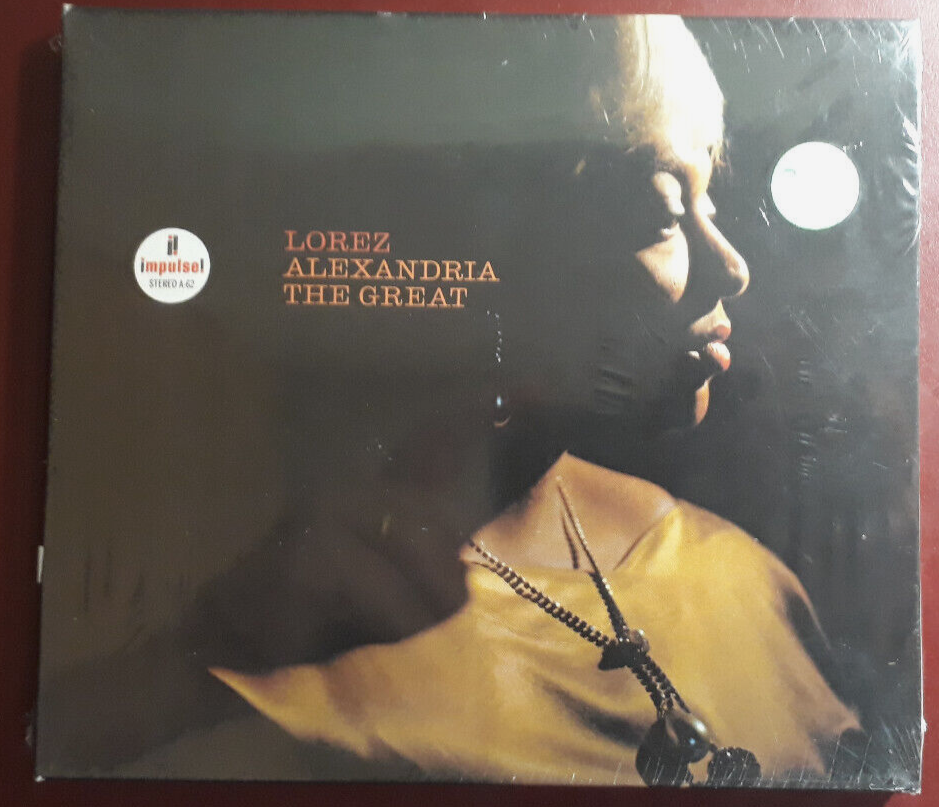 i!
impulse!
STEREO A-62
LOREZ
ALEXANDRIA
THE GREAT